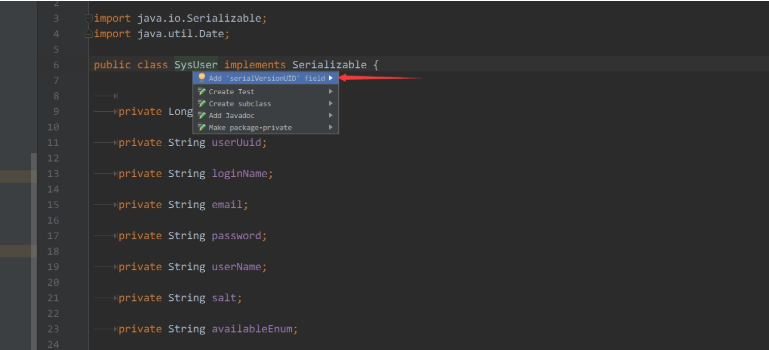 2
3 import java.io.Serializable;
4 import java.util.Date;
5
6 public class SysUser implements Serializable {
7 Add 'serialVersionUID' field
8 Create Test
Create subclass
9 private Long Add Javadoc
10 Make package-private
11 private String userUuid;
12
13 private String loginName;
14
15 private String email;
16
17 private String password;
18
19 private String userName;
20
21 private String salt;
22
23 private String availableEnum;
24